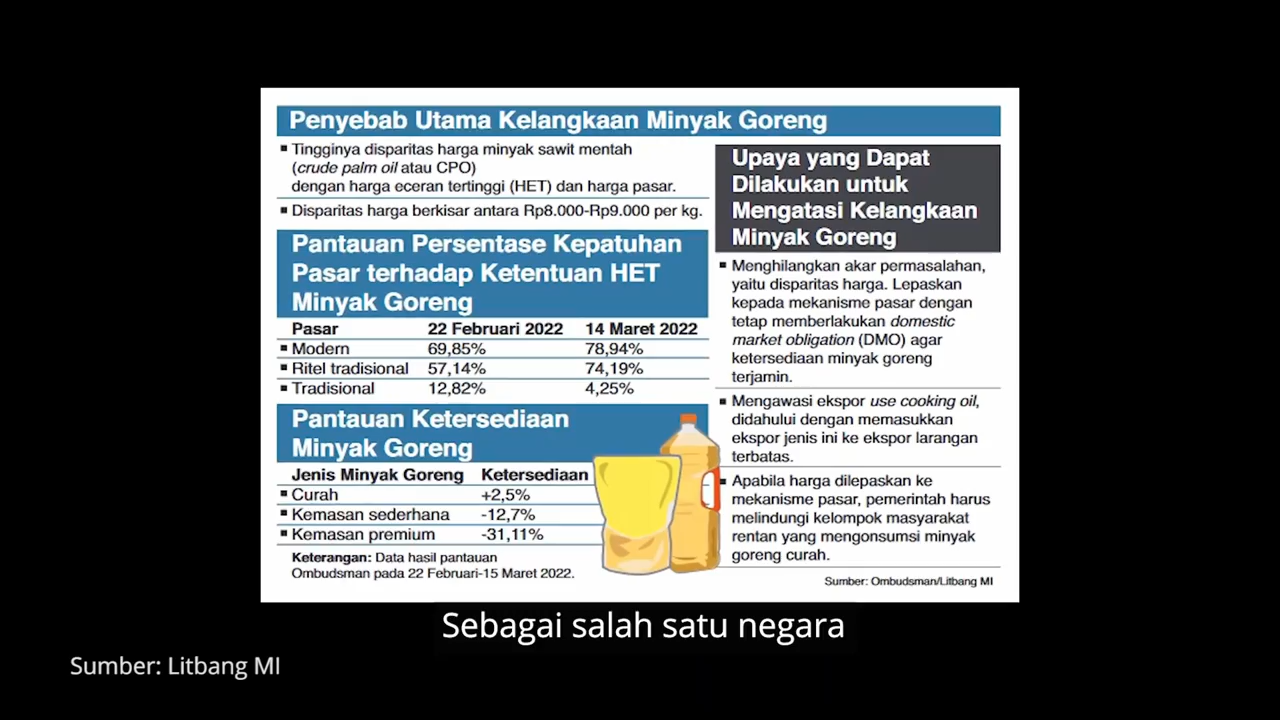 Penyebab Utama Kelangkaan Minyak Goreng
▪ Tingginya disparitas harga minyak sawit mentah
(crude palm oil atau CPO)
dengan harga eceran tertinggi (HET) dan harga pasar.
▪ Disparitas harga berkisar antara Rp8.000-Rp9.000 per kg.
Pantauan Persentase Kepatuhan
Pasar terhadap Ketentuan HET
Minyak Goreng
Pasar 22 Februari 2022 14 Maret 2022
▪ Modern 69,85% 78,94%
▪ Ritel tradisional 57,14% 74,19%
▪ Tradisional 12,82% 4,25%
Pantauan Ketersediaan
Minyak Goreng
Jenis Minyak Goreng Ketersediaan
▪ Curah +2,5%
▪ Kemasan sederhana -12,7%
▪ Kemasan premium -31,11%
Keterangan: Data hasil pantauan
Ombudsman pada 22 Februari-15 Maret 2022.
Upaya yang Dapat
Dilakukan untuk
Mengatasi Kelangkaan
Minyak Goreng
▪ Menghilangkan akar permasalahan,
yaitu disparitas harga. Lepaskan
kepada mekanisme pasar dengan
tetap memberlakukan domestic
market obligation (DMO) agar
ketersediaan minyak goreng
terjamin.
▪ Mengawasi ekspor use cooking oil,
didahului dengan memasukkan
ekspor jenis ini ke ekspor larangan
terbatas.
▪ Apabila harga dilepaskan ke
mekanisme pasar, pemerintah harus
melindungi kelompok masyarakat
rentan yang mengonsumsi minyak
goreng curah.
Sumber: Ombudsman/Litbang MI
Sebagai salah satu negara
Sumber: Litbang MI